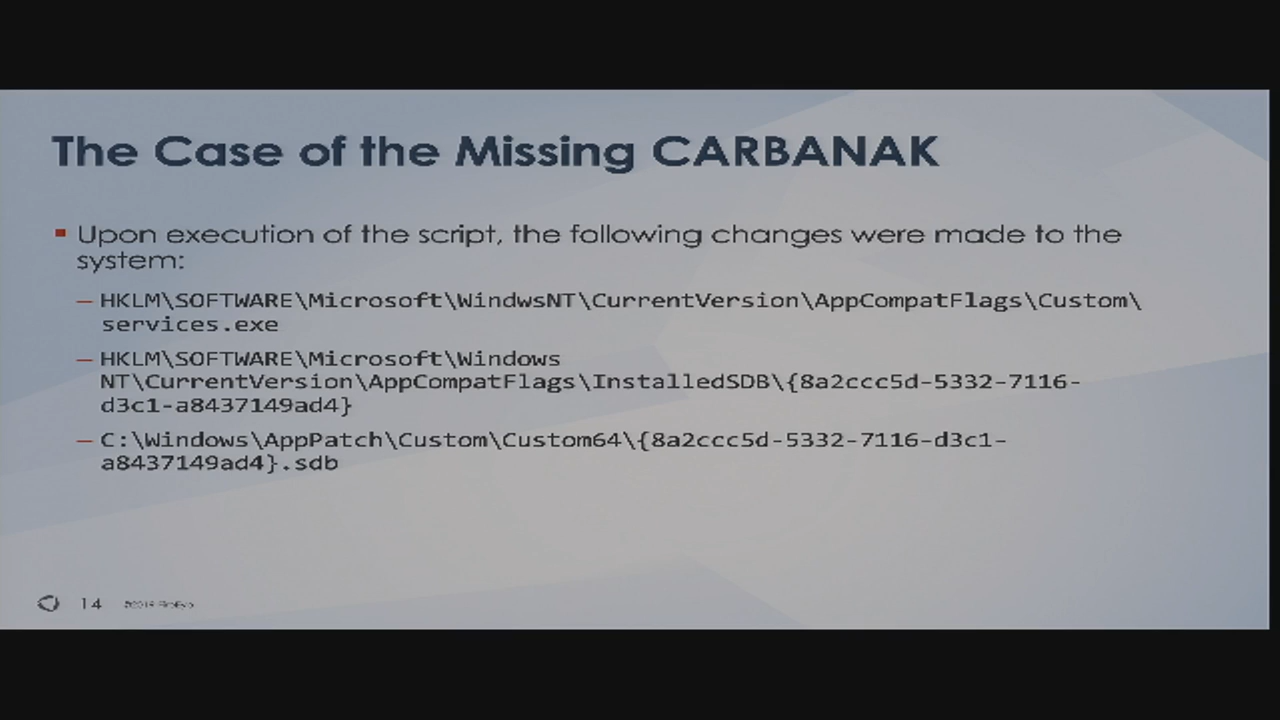 The Case of the Missing CARBANAK
Upon execution of the script, the following changes were made to the
system:
– HKLM\SOFTWARE\Microsoft\WindwsNT\CurrentVersion\AppCompatFlags\Custom\
services.exe
– HKLM\SOFTWARE\Microsoft\Windows
NT\CurrentVersion\AppCompatFlags\InstalledSDB\{8a2ccc5d-5332-7116-
d3c1-a8437149ad4}
– C:\Windows\AppPatch\Custom\Custom64\{8a2ccc5d-5332-7116-d3c1-
a8437149ad4}.sdb
14